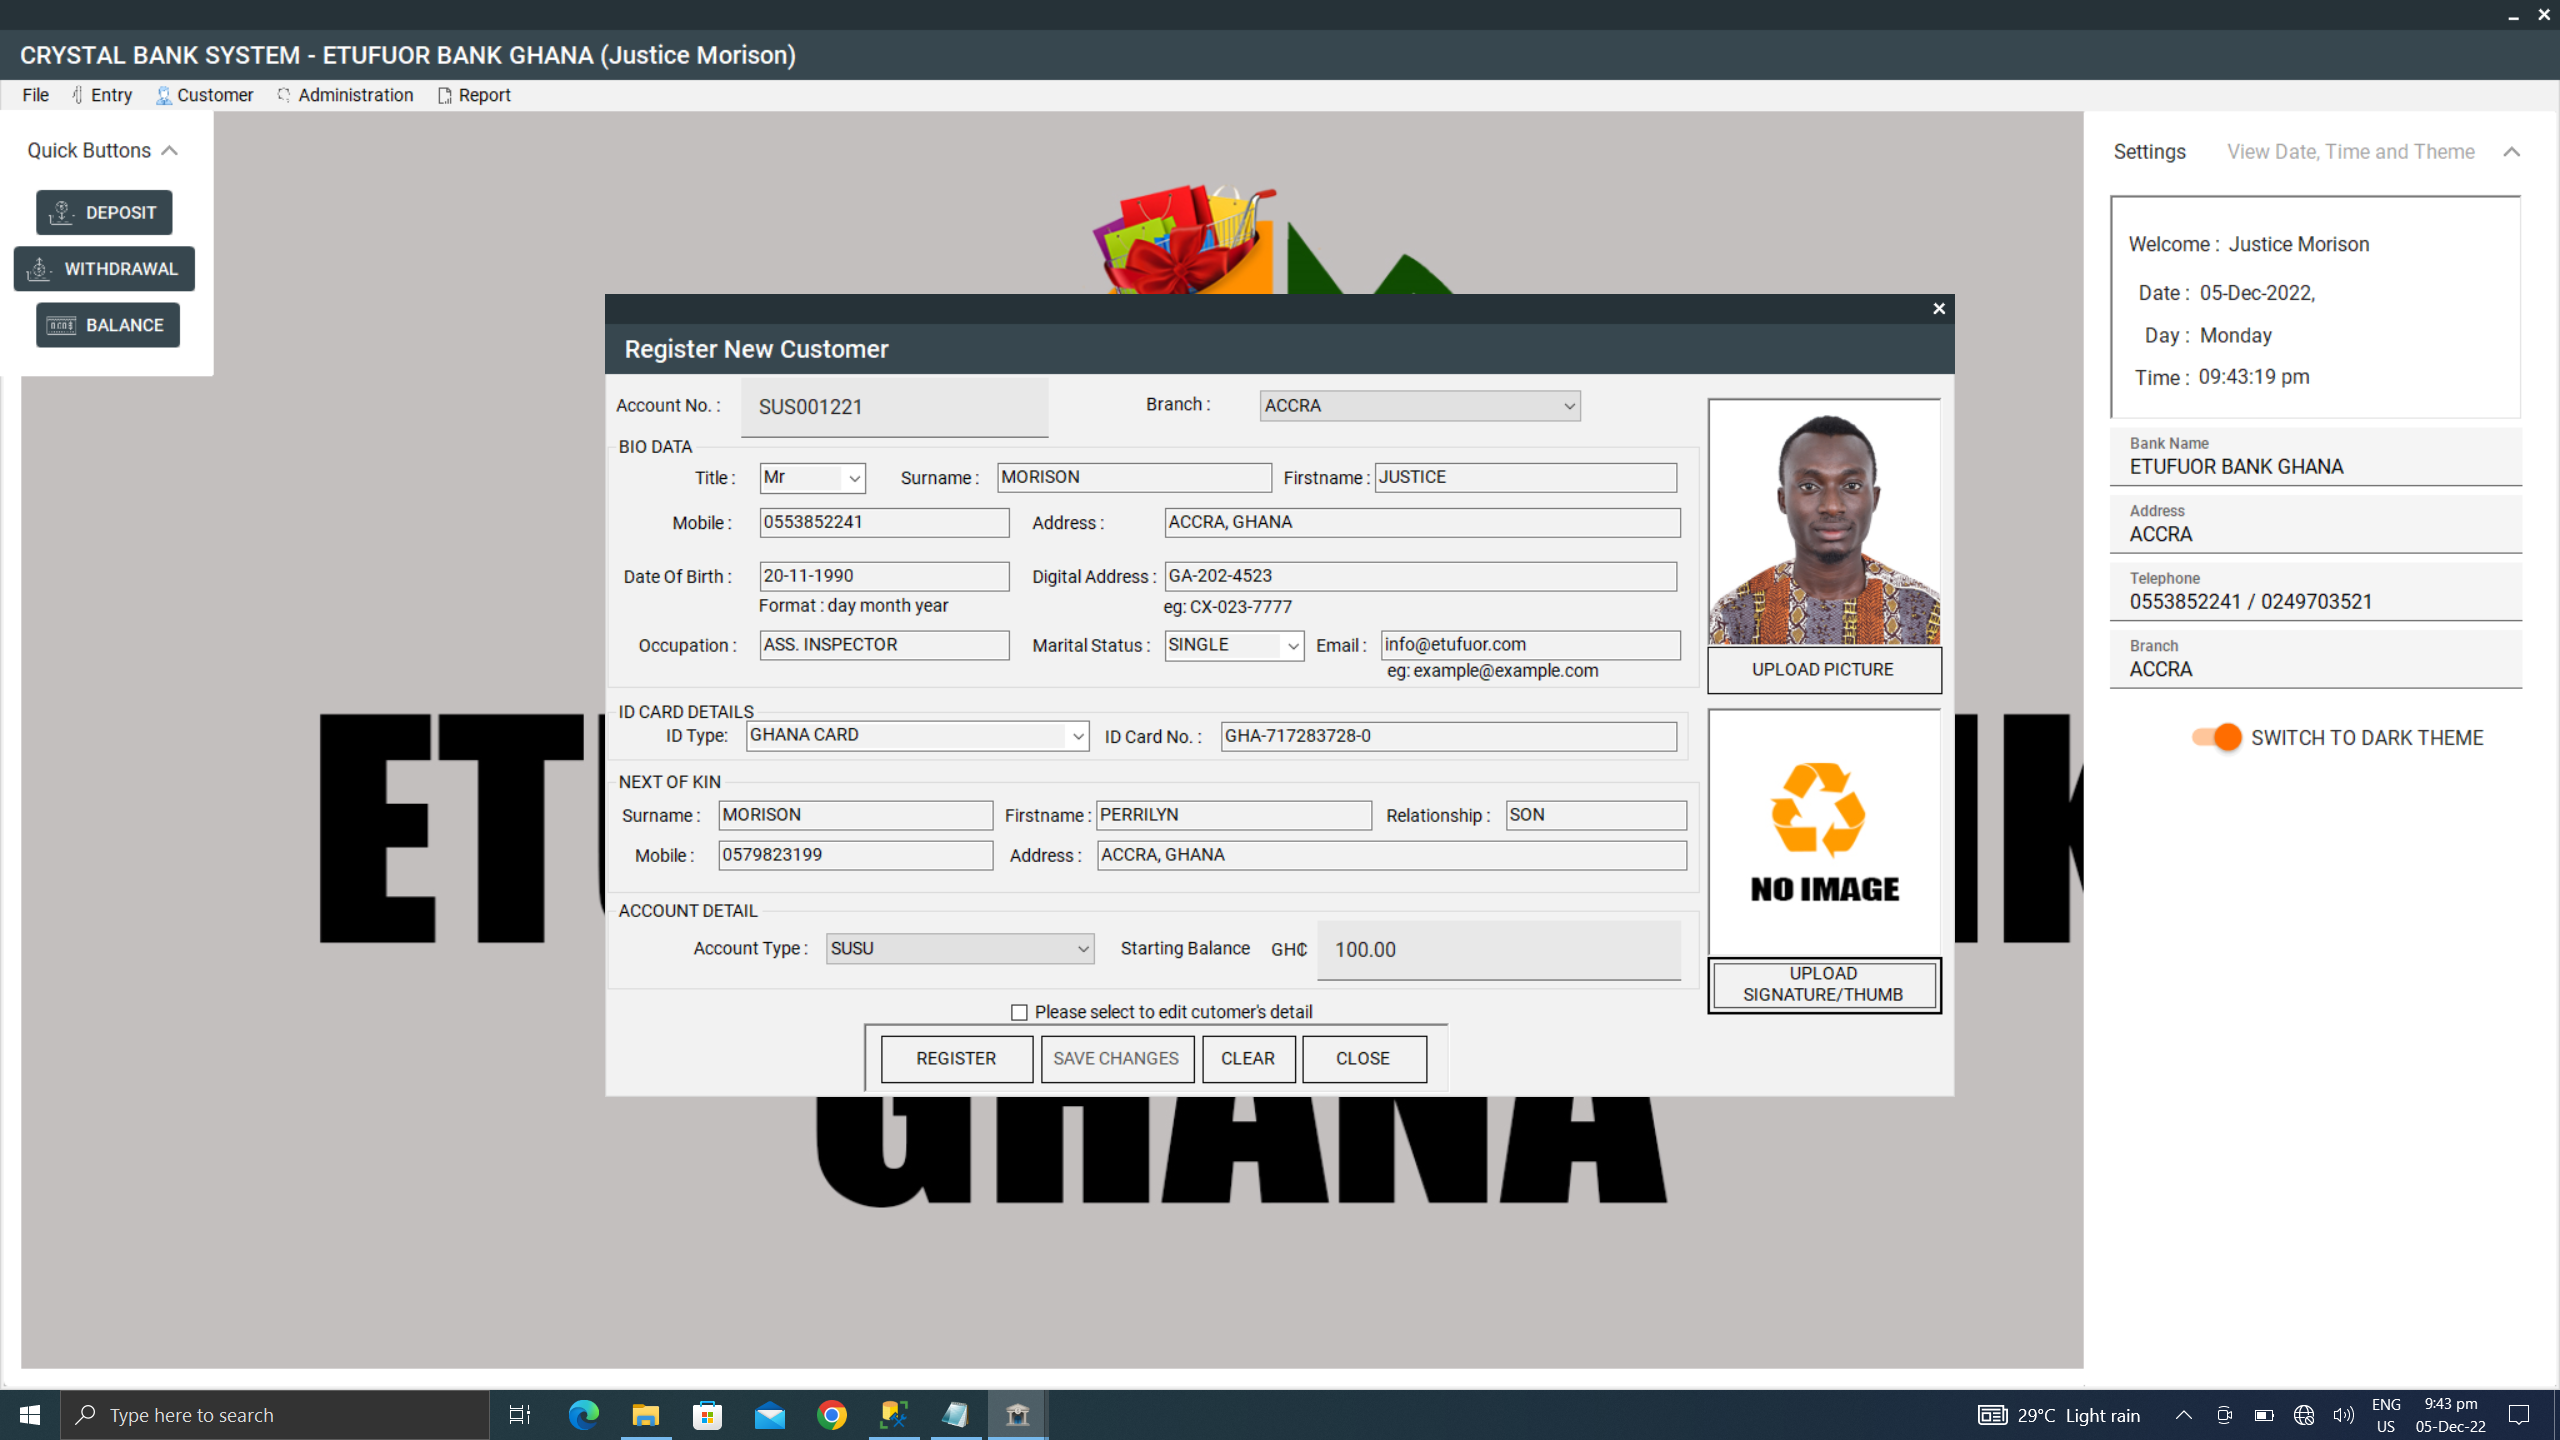 CRYSTAL BANK SYSTEM - ETUFUOR BANK GHANA (Justice Morison)
File Entry Customer Administration Report
Quick Buttons
DEPOSIT
WITHDRAWAL
BALANCE
Register New Customer
Account No. : SUS001221 Branch : ACCRA
BIO DATA
Title : Mr Surname : MORISON Firstname : JUSTICE
Mobile : 0553852241 Address : ACCRA, GHANA
Date Of Birth : 20-11-1990 Digital Address : GA-202-4523
Format : day month year eg: CX-023-7777
Occupation : ASS. INSPECTOR Marital Status : SINGLE Email : info@etufuor.com
eg: example@example.com
UPLOAD PICTURE
ID CARD DETAILS
ID Type: GHANA CARD ID Card No. : GHA-717283728-0
NEXT OF KIN
Surname : MORISON Firstname : PERRILYN Relationship : SON
Mobile : 0579823199 Address : ACCRA, GHANA
NO IMAGE
ACCOUNT DETAIL
Account Type : SUSU Starting Balance GH₵ 100.00
UPLOAD
SIGNATURE/THUMB
Please select to edit cutomer's detail
REGISTER SAVE CHANGES CLEAR CLOSE
GHANA
Settings View Date, Time and Theme
Welcome : Justice Morison
Date : 05-Dec-2022,
Day : Monday
Time : 09:43:19 pm
Bank Name
ETUFUOR BANK GHANA
Address
ACCRA
Telephone
0553852241 / 0249703521
Branch
ACCRA
SWITCH TO DARK THEME
Type here to search
29°C Light rain
ENG
US
9:43 pm
05-Dec-22